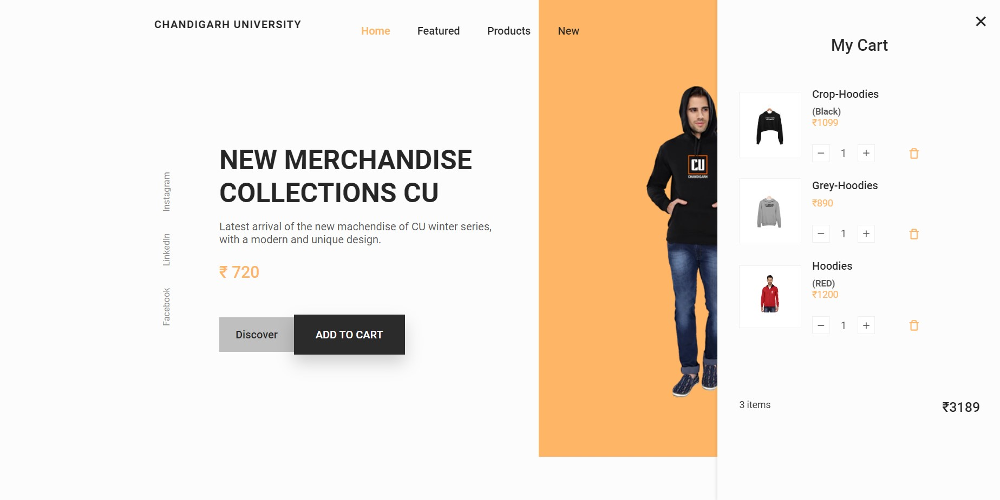 CHANDIGARH UNIVERSITY
Home
Featured
Products
New
Instagram
LinkedIn
Facebook
NEW MERCHANDISE
COLLECTIONS CU
Latest arrival of the new machendise of CU winter series,
with a modern and unique design.
₹ 720
Discover
ADD TO CART
CU
CHANDIGARH
My Cart
Crop-Hoodies
(Black)
₹1099
− 1 +
Grey-Hoodies
₹890
− 1 +
Hoodies
(RED)
₹1200
− 1 +
3 items
₹3189